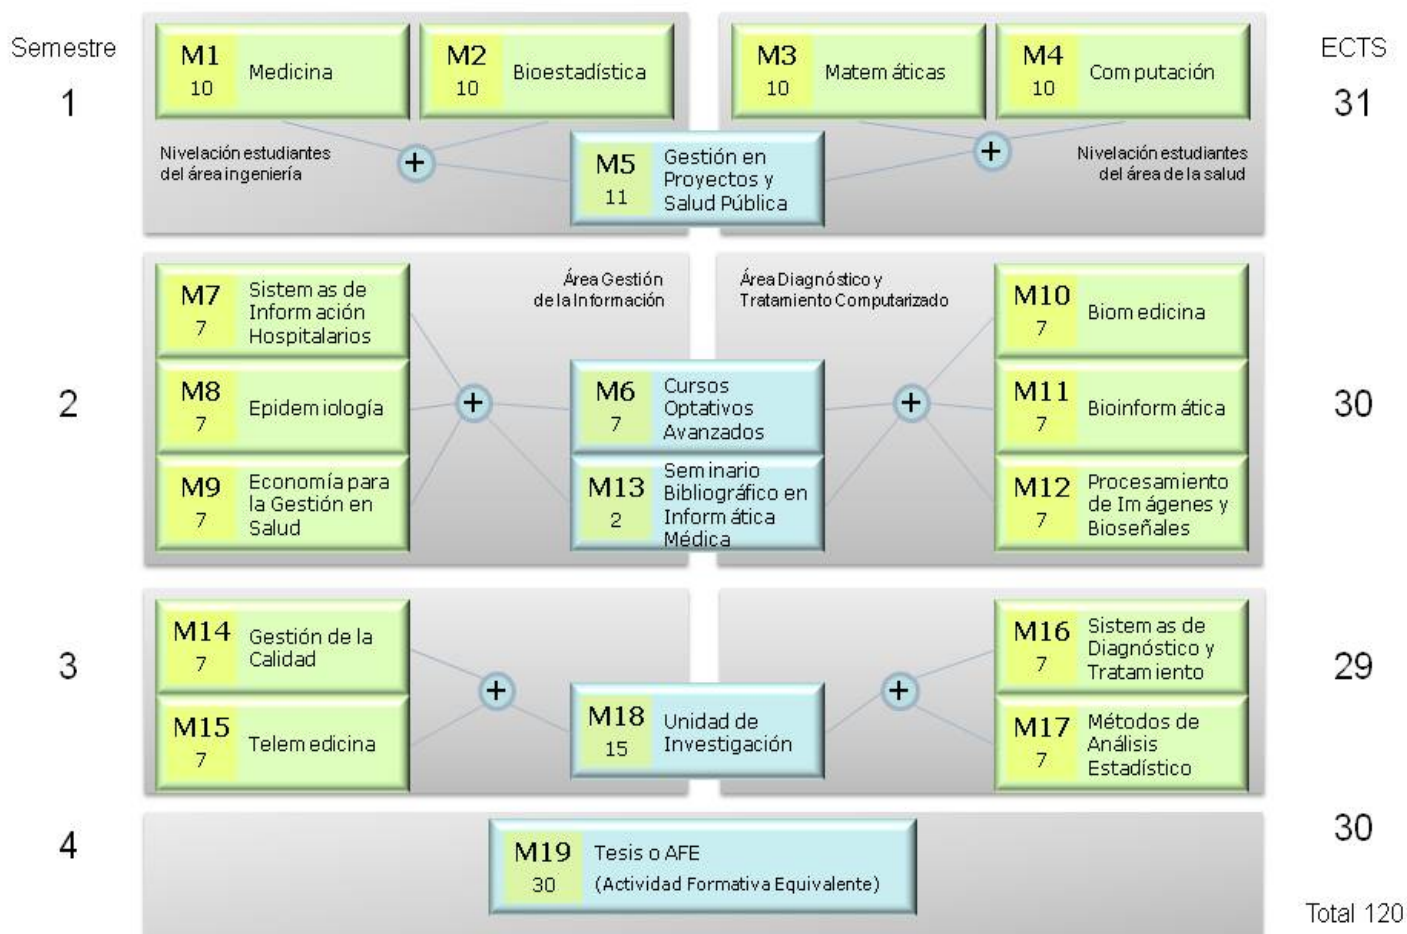 Semestre
ECTS
1
M1
10
Medicina
M2
10
Bioestadística
M3
10
Matemáticas
M4
10
Computación
31
Nivelación estudiantes
del área ingeniería
+
M5
11
Gestión en
Proyectos y
Salud Pública
+
Nivelación estudiantes
del área de la salud
2
M7
7
Sistemas de
Información
Hospitalarios
M8
7
Epidemiología
M9
7
Economía para
la Gestión en
Salud
Área Gestión
de la Información
+
M6
7
Cursos
Optativos
Avanzados
M13
2
Seminario
Bibliográfico en
Informática
Médica
Área Diagnóstico y
Tratamiento Computarizado
+
M10
7
Biomedicina
M11
7
Bioinformática
M12
7
Procesamiento
de Imágenes y
Bioseñales
30
3
M14
7
Gestión de la
Calidad
M15
7
Telemedicina
+
M18
15
Unidad de
Investigación
+
M16
7
Sistemas de
Diagnóstico y
Tratamiento
M17
7
Métodos de
Análisis
Estadístico
29
4
M19
30
Tesis o AFE
(Actividad Formativa Equivalente)
30
Total 120